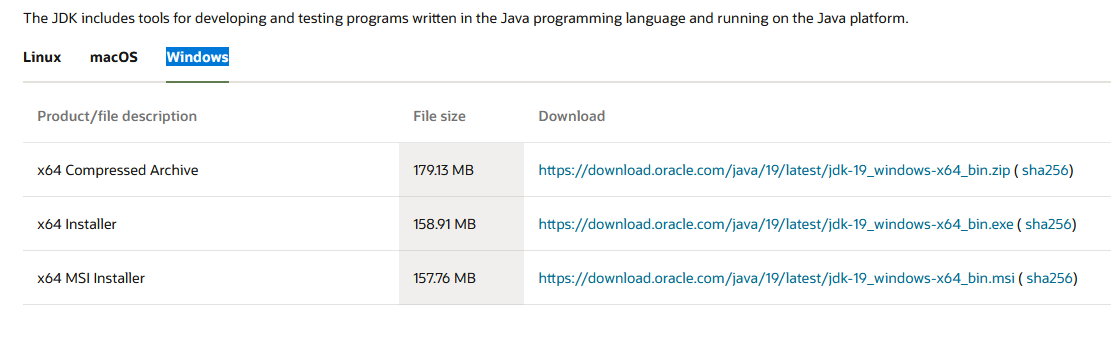 The JDK includes tools for developing and testing programs written in the Java programming language and running on the Java platform.
Linux macOS Windows
Product/file description File size Download
x64 Compressed Archive 179.13 MB https://download.oracle.com/java/19/latest/jdk-19_windows-x64_bin.zip ( sha256)
x64 Installer 158.91 MB https://download.oracle.com/java/19/latest/jdk-19_windows-x64_bin.exe ( sha256)
x64 MSI Installer 157.76 MB https://download.oracle.com/java/19/latest/jdk-19_windows-x64_bin.msi ( sha256)